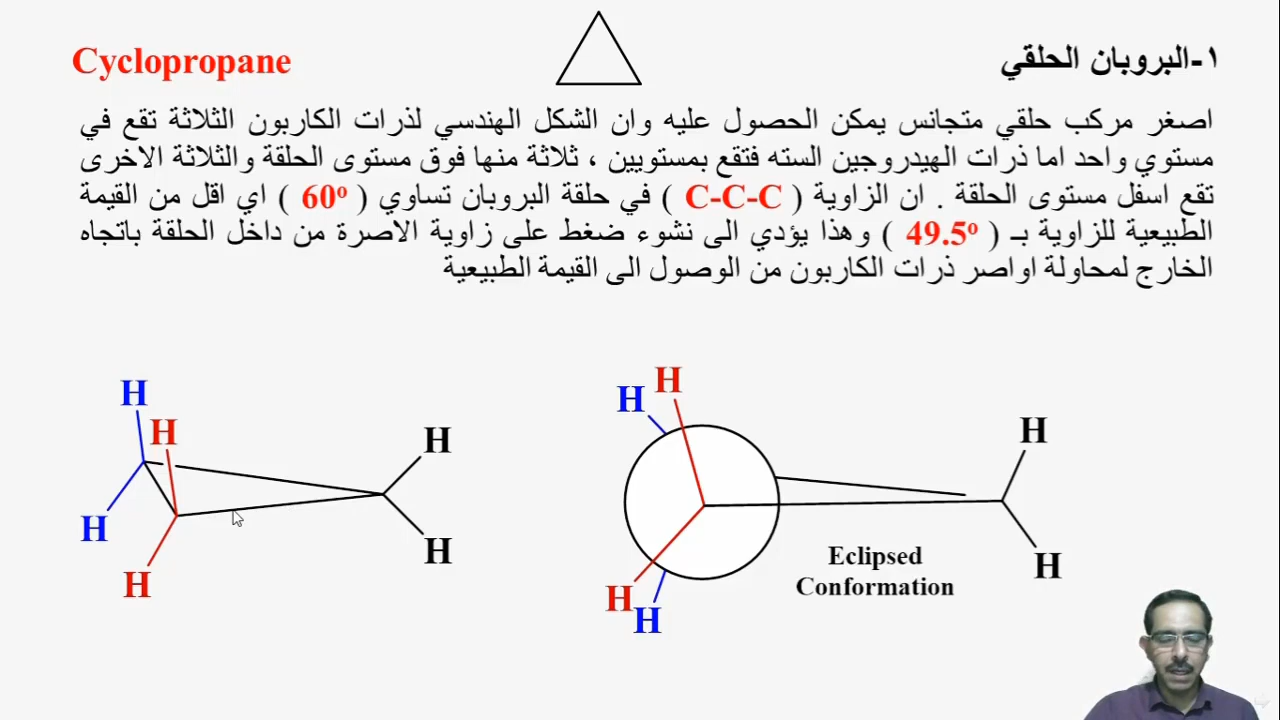 Cyclopropane
١-البروبان الحلقي
اصغر مركب حلقي متجانس يمكن الحصول عليه وان الشكل الهندسي لذرات الكاربون الثلاثة تقع في
مستوي واحد اما ذرات الهيدروجين السته فتقع بمستويين ، ثلاثة منها فوق مستوى الحلقة والثلاثة الاخرى
تقع اسفل مستوى الحلقة . ان الزاوية ( C-C-C ) في حلقة البروبان تساوي ( 60o ) اي اقل من القيمة
الطبيعية للزاوية بـ ( 49.5o ) وهذا يؤدي الى نشوء ضغط على زاوية الاصرة من داخل الحلقة باتجاه
الخارج لمحاولة اواصر ذرات الكاربون من الوصول الى القيمة الطبيعية
H
H
H
H
H
H
H
H
H
H
H
H
Eclipsed
Conformation